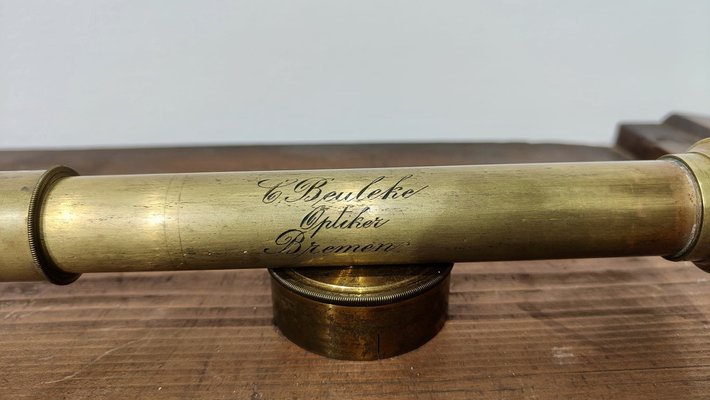 C. Beuleke
Optiker
Bremen